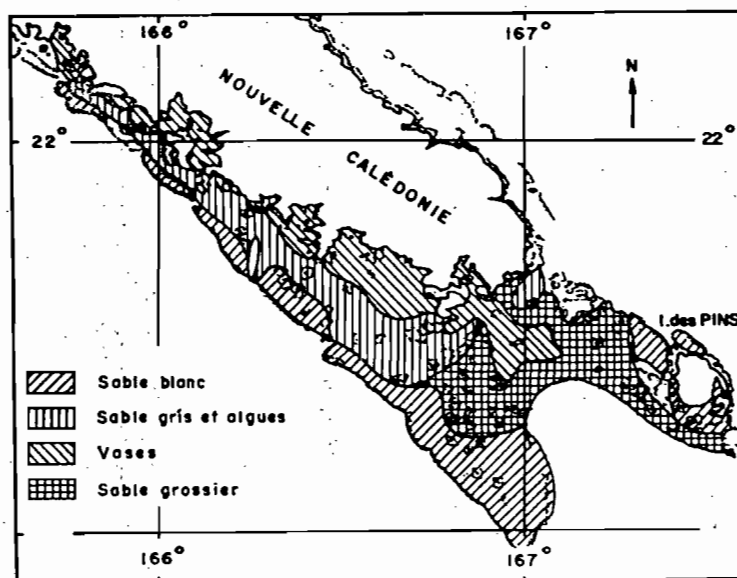 166° 167°
N
NOUVELLE
CALÉDONIE
22° 22°
I. des PINS
Sable blanc
Sable gris et algues
Vases
Sable grossier
166° 167°